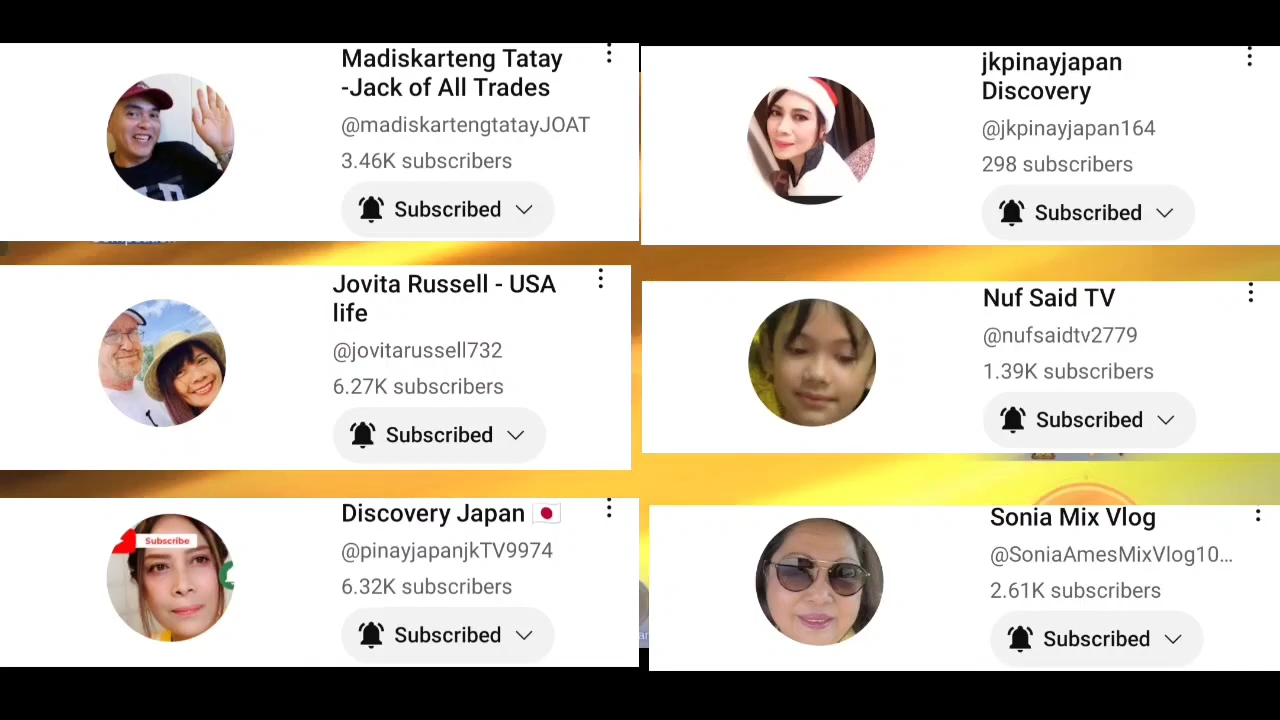 Madiskarteng Tatay
-Jack of All Trades
@madiskartengtatayJOAT
3.46K subscribers
Subscribed
jkpinayjapan
Discovery
@jkpinayjapan164
298 subscribers
Subscribed
Jovita Russell - USA
life
@jovitarussell732
6.27K subscribers
Subscribed
Nuf Said TV
@nufsaidtv2779
1.39K subscribers
Subscribed
Discovery Japan 🇯🇵
@pinayjapanjkTV9974
6.32K subscribers
Subscribed
Subscribe
Sonia Mix Vlog
@SoniaAmesMixVlog10...
2.61K subscribers
Subscribed